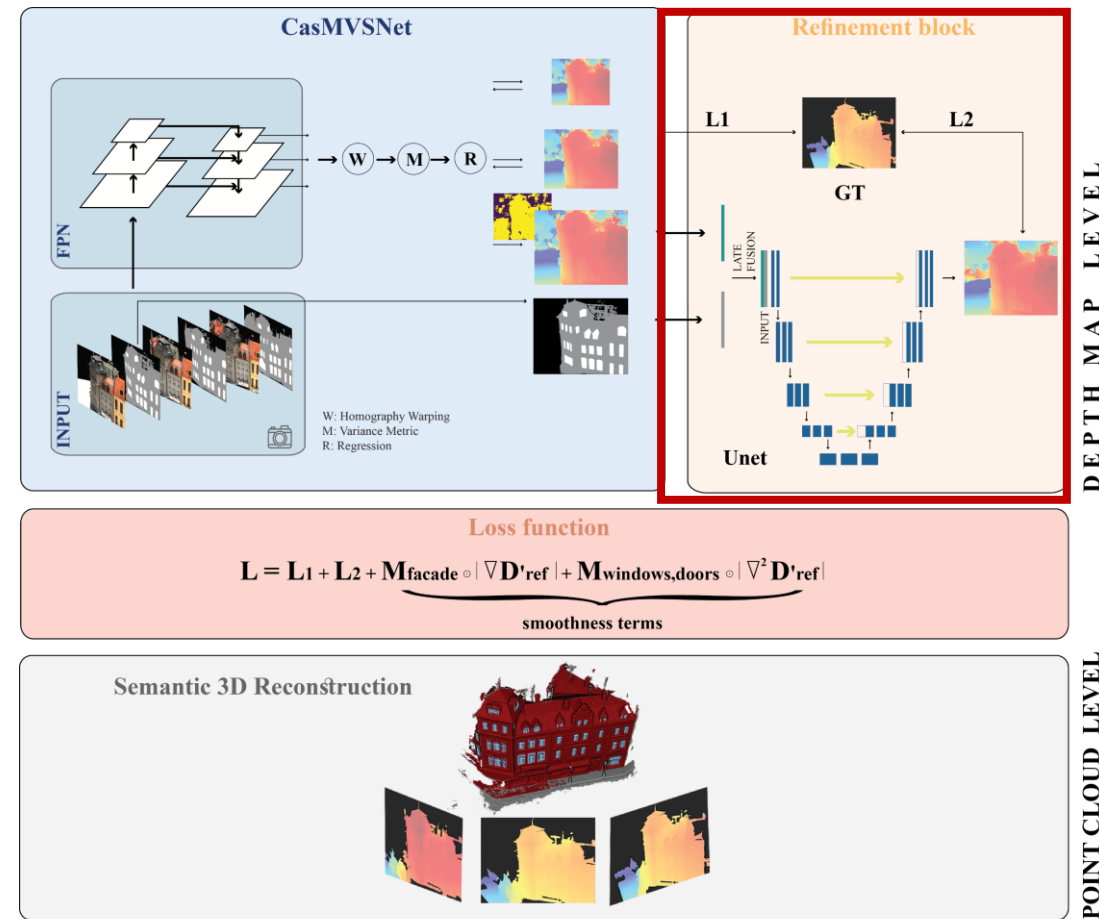 CasMVSNet
Refinement block
FPN
W
M
R
INPUT
W: Homography Warping
M: Variance Metric
R: Regression
L1
L2
GT
LATE
FUSION
INPUT
Unet
DEPTH MAP LEVEL
Loss function
L = L1 + L2 + Mfacade ⊙ | ∇D'ref | + Mwindows,doors ⊙ | ∇² D'ref |
smoothness terms
Semantic 3D Reconstruction
POINT CLOUD LEVEL